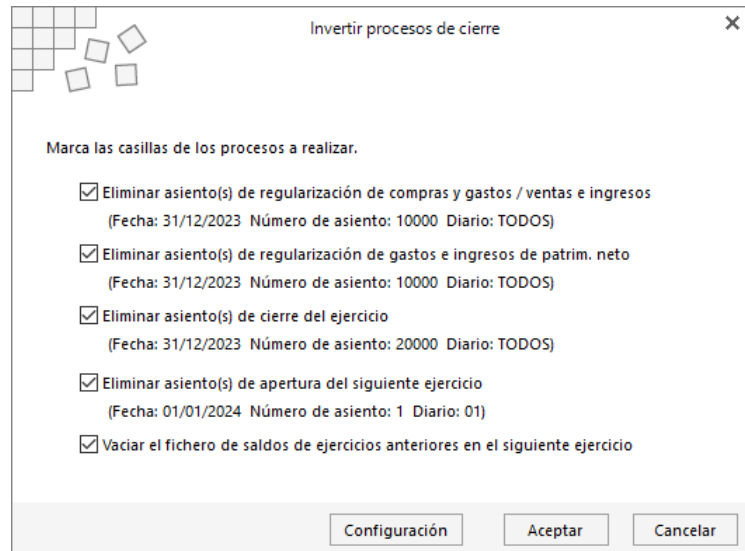 Invertir procesos de cierre
Marca las casillas de los procesos a realizar.
Eliminar asiento(s) de regularización de compras y gastos / ventas e ingresos
(Fecha: 31/12/2023 Número de asiento: 10000 Diario: TODOS)
Eliminar asiento(s) de regularización de gastos e ingresos de patrim. neto
(Fecha: 31/12/2023 Número de asiento: 10000 Diario: TODOS)
Eliminar asiento(s) de cierre del ejercicio
(Fecha: 31/12/2023 Número de asiento: 20000 Diario: TODOS)
Eliminar asiento(s) de apertura del siguiente ejercicio
(Fecha: 01/01/2024 Número de asiento: 1 Diario: 01)
Vaciar el fichero de saldos de ejercicios anteriores en el siguiente ejercicio
Configuración Aceptar Cancelar